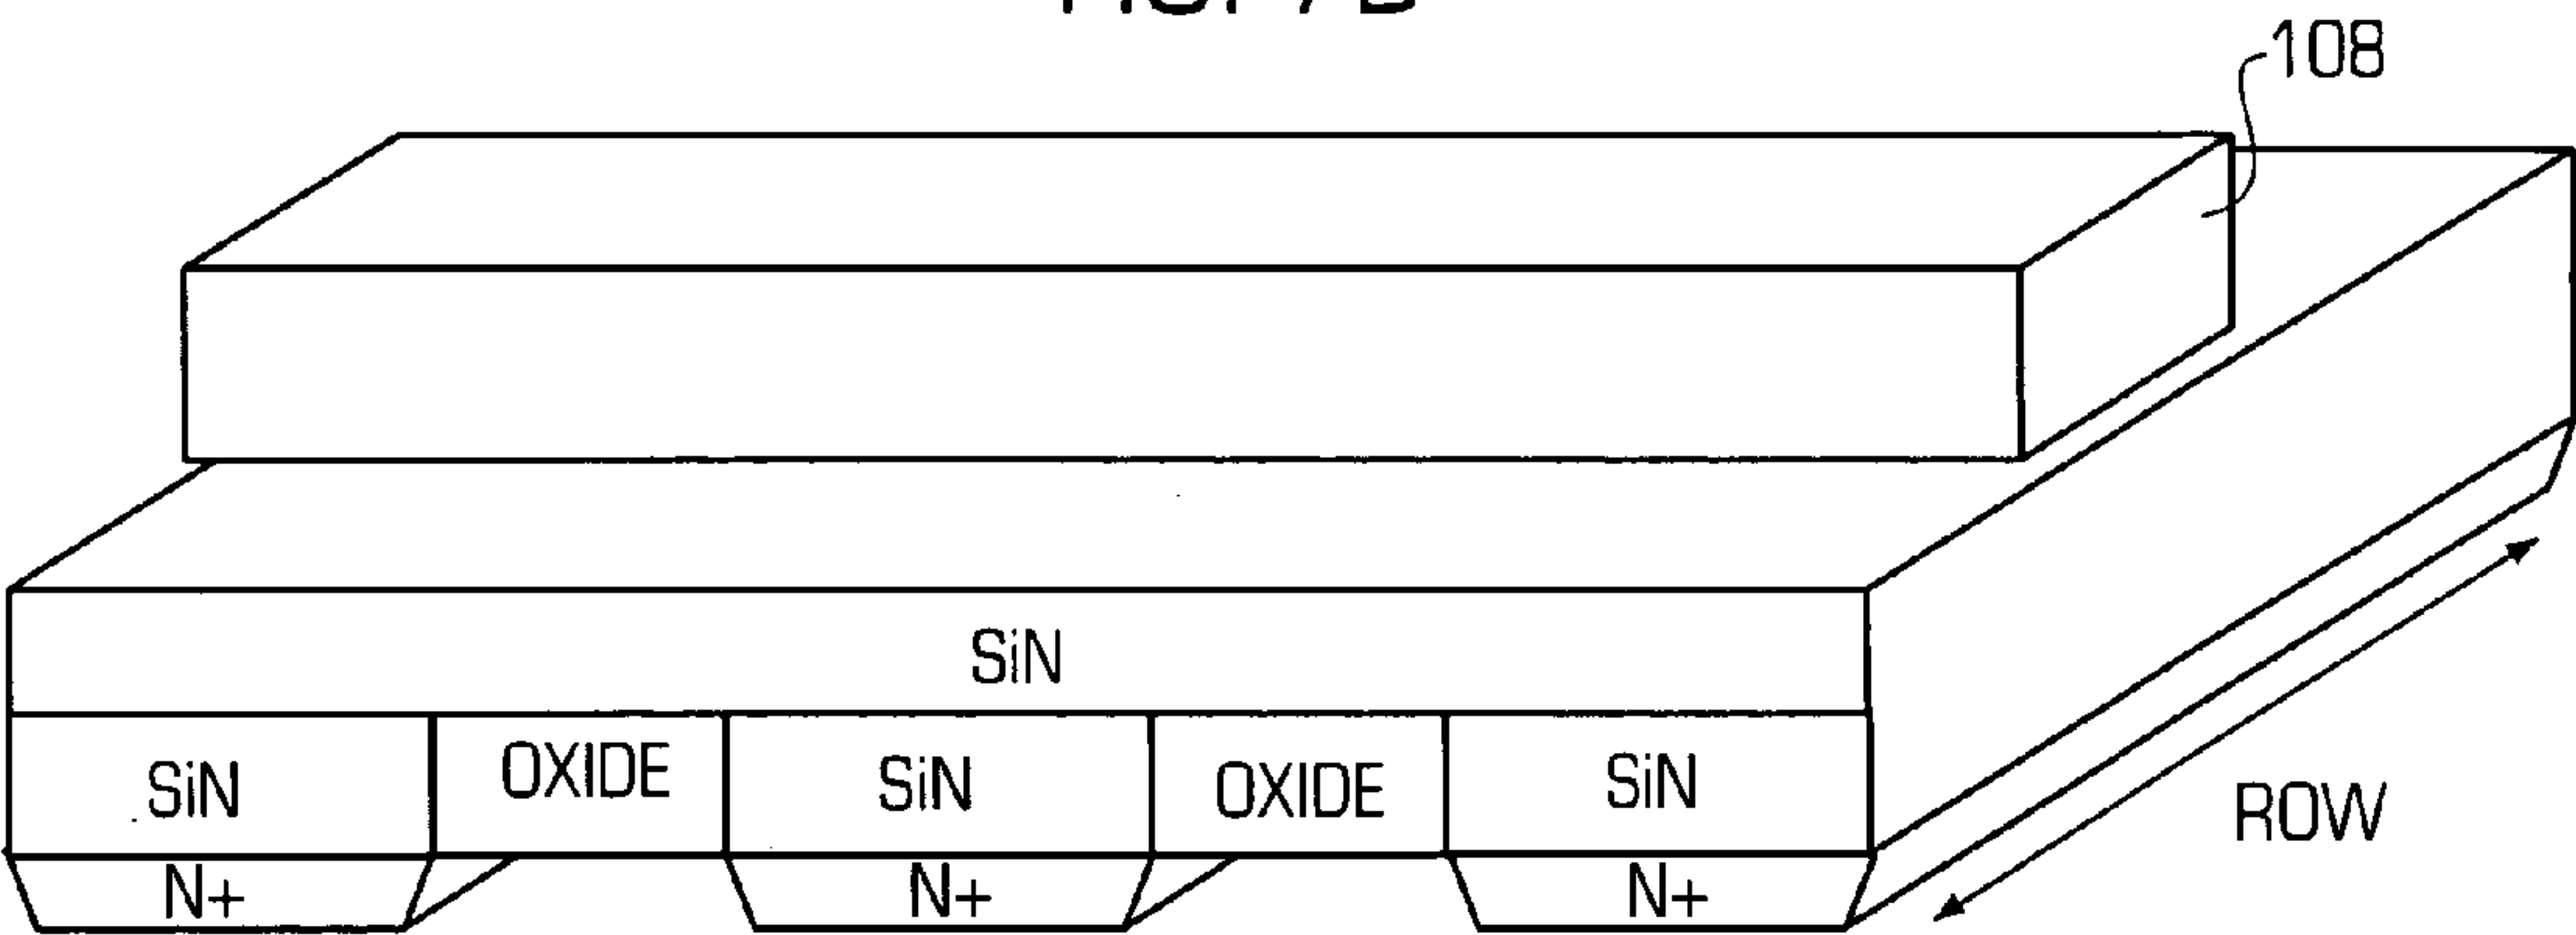 108
SiN
SiN OXIDE SiN OXIDE SiN
N+ N+ N+
ROW